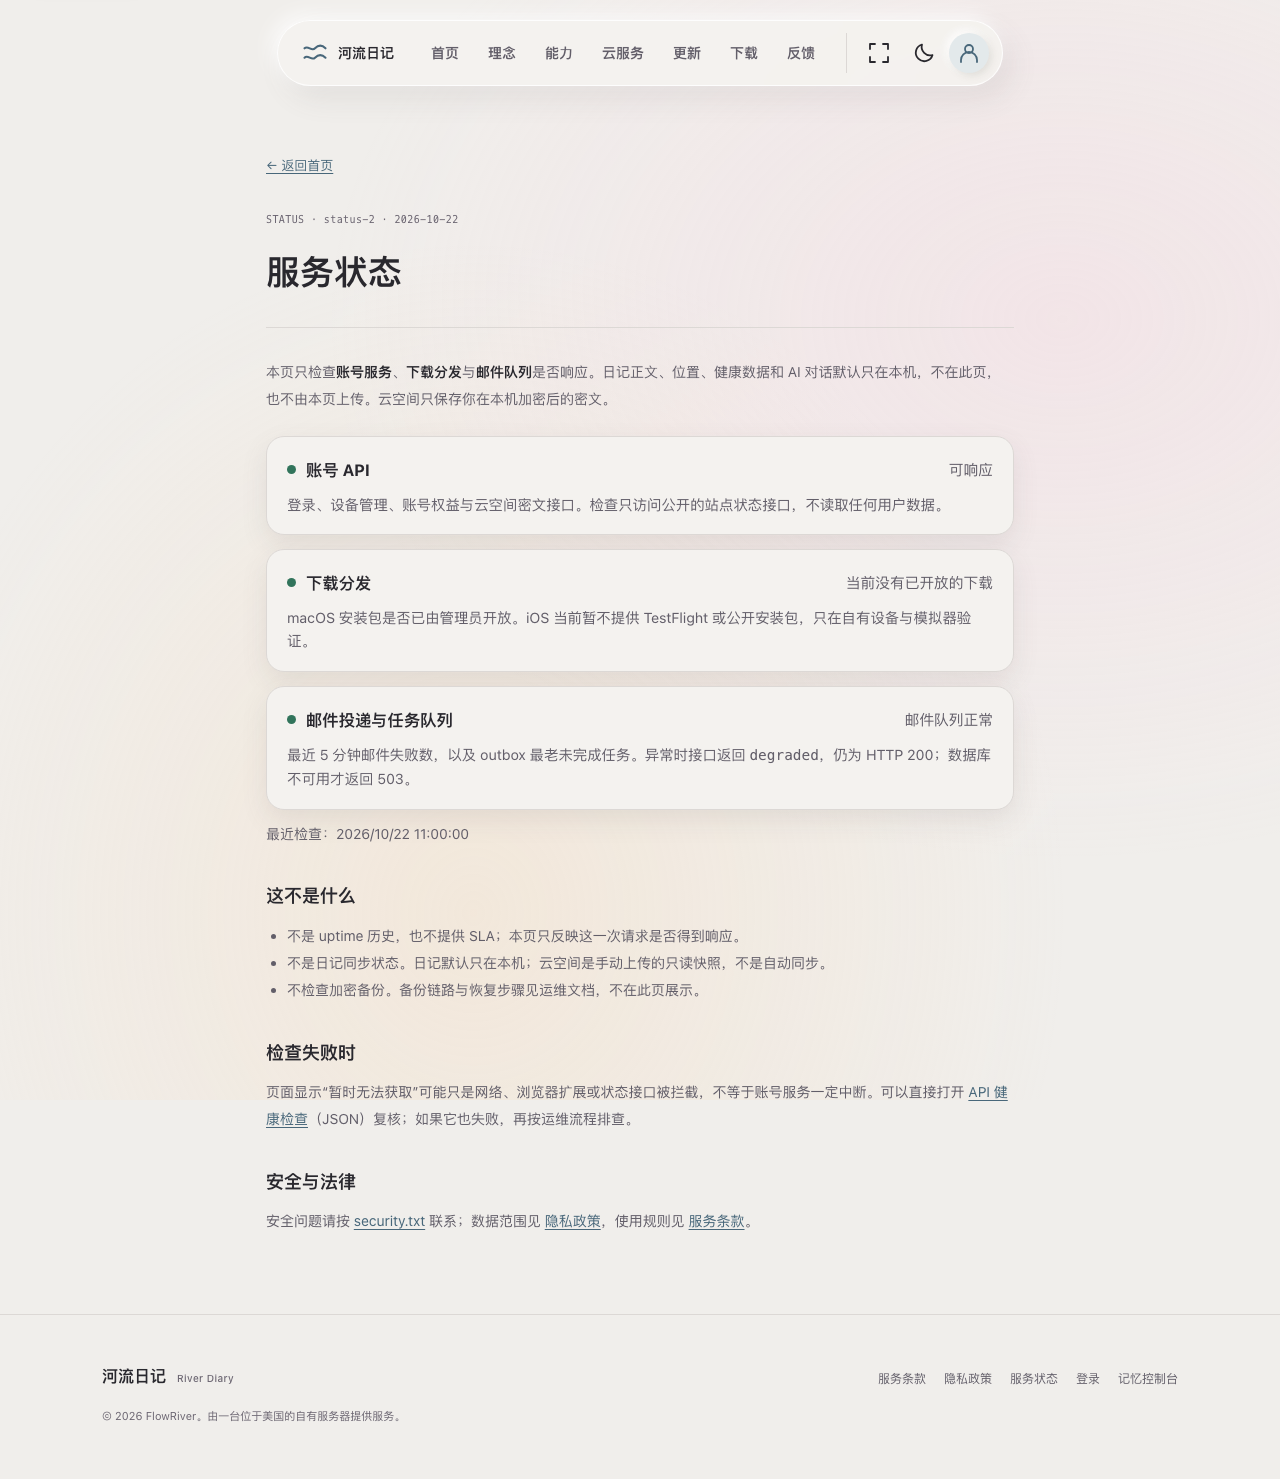 河流日记 首页 理念 能力 云服务 更新 下载 反馈
← 返回首页
STATUS · status-2 · 2026-10-22
服务状态
本页只检查账号服务、下载分发与邮件队列是否响应。日记正文、位置、健康数据和 AI 对话默认只在本机，不在此页，
也不由本页上传。云空间只保存你在本机加密后的密文。
账号 API 可响应
登录、设备管理、账号权益与云空间密文接口。检查只访问公开的站点状态接口，不读取任何用户数据。
下载分发 当前没有已开放的下载
macOS 安装包是否已由管理员开放。iOS 当前暂不提供 TestFlight 或公开安装包，只在自有设备与模拟器验
证。
邮件投递与任务队列 邮件队列正常
最近 5 分钟邮件失败数，以及 outbox 最老未完成任务。异常时接口返回 degraded，仍为 HTTP 200；数据库
不可用才返回 503。
最近检查：2026/10/22 11:00:00
这不是什么
• 不是 uptime 历史，也不提供 SLA；本页只反映这一次请求是否得到响应。
• 不是日记同步状态。日记默认只在本机；云空间是手动上传的只读快照，不是自动同步。
• 不检查加密备份。备份链路与恢复步骤见运维文档，不在此页展示。
检查失败时
页面显示“暂时无法获取”可能只是网络、浏览器扩展或状态接口被拦截，不等于账号服务一定中断。可以直接打开 API 健
康检查（JSON）复核；如果它也失败，再按运维流程排查。
安全与法律
安全问题请按 security.txt 联系；数据范围见 隐私政策，使用规则见 服务条款。
河流日记 River Diary 服务条款 隐私政策 服务状态 登录 记忆控制台
© 2026 FlowRiver。由一台位于美国的自有服务器提供服务。